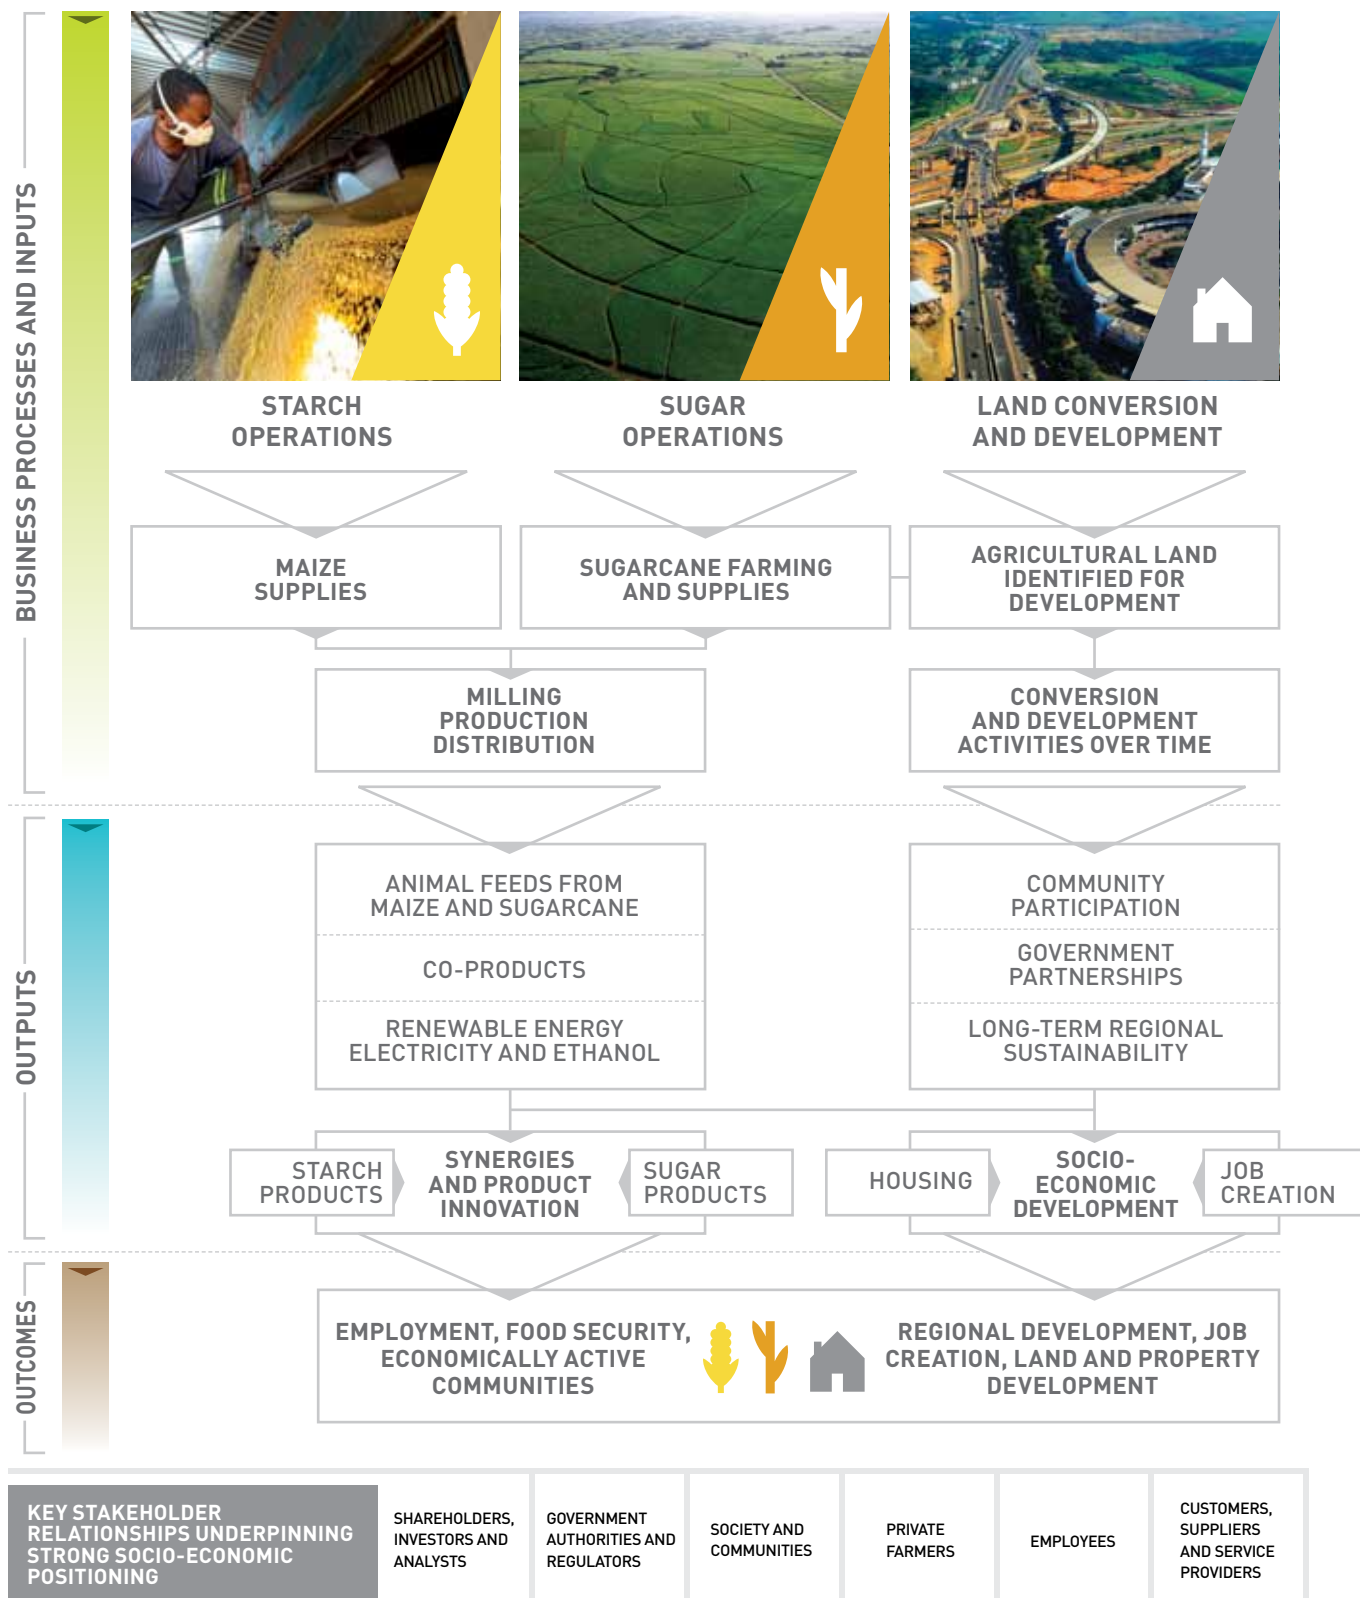 BUSINESS PROCESSES AND INPUTS
STARCH
OPERATIONS
SUGAR
OPERATIONS
LAND CONVERSION
AND DEVELOPMENT
MAIZE
SUPPLIES
SUGARCANE FARMING
AND SUPPLIES
AGRICULTURAL LAND
IDENTIFIED FOR
DEVELOPMENT
MILLING
PRODUCTION
DISTRIBUTION
CONVERSION
AND DEVELOPMENT
ACTIVITIES OVER TIME
OUTPUTS
ANIMAL FEEDS FROM
MAIZE AND SUGARCANE
CO-PRODUCTS
RENEWABLE ENERGY
ELECTRICITY AND ETHANOL
COMMUNITY
PARTICIPATION
GOVERNMENT
PARTNERSHIPS
LONG-TERM REGIONAL
SUSTAINABILITY
STARCH
PRODUCTS
SYNERGIES
AND PRODUCT
INNOVATION
SUGAR
PRODUCTS
HOUSING
SOCIO-
ECONOMIC
DEVELOPMENT
JOB
CREATION
OUTCOMES
EMPLOYMENT, FOOD SECURITY,
ECONOMICALLY ACTIVE
COMMUNITIES
REGIONAL DEVELOPMENT, JOB
CREATION, LAND AND PROPERTY
DEVELOPMENT
KEY STAKEHOLDER
RELATIONSHIPS UNDERPINNING
STRONG SOCIO-ECONOMIC
POSITIONING
SHAREHOLDERS,
INVESTORS AND
ANALYSTS
GOVERNMENT
AUTHORITIES AND
REGULATORS
SOCIETY AND
COMMUNITIES
PRIVATE
FARMERS
EMPLOYEES
CUSTOMERS,
SUPPLIERS
AND SERVICE
PROVIDERS